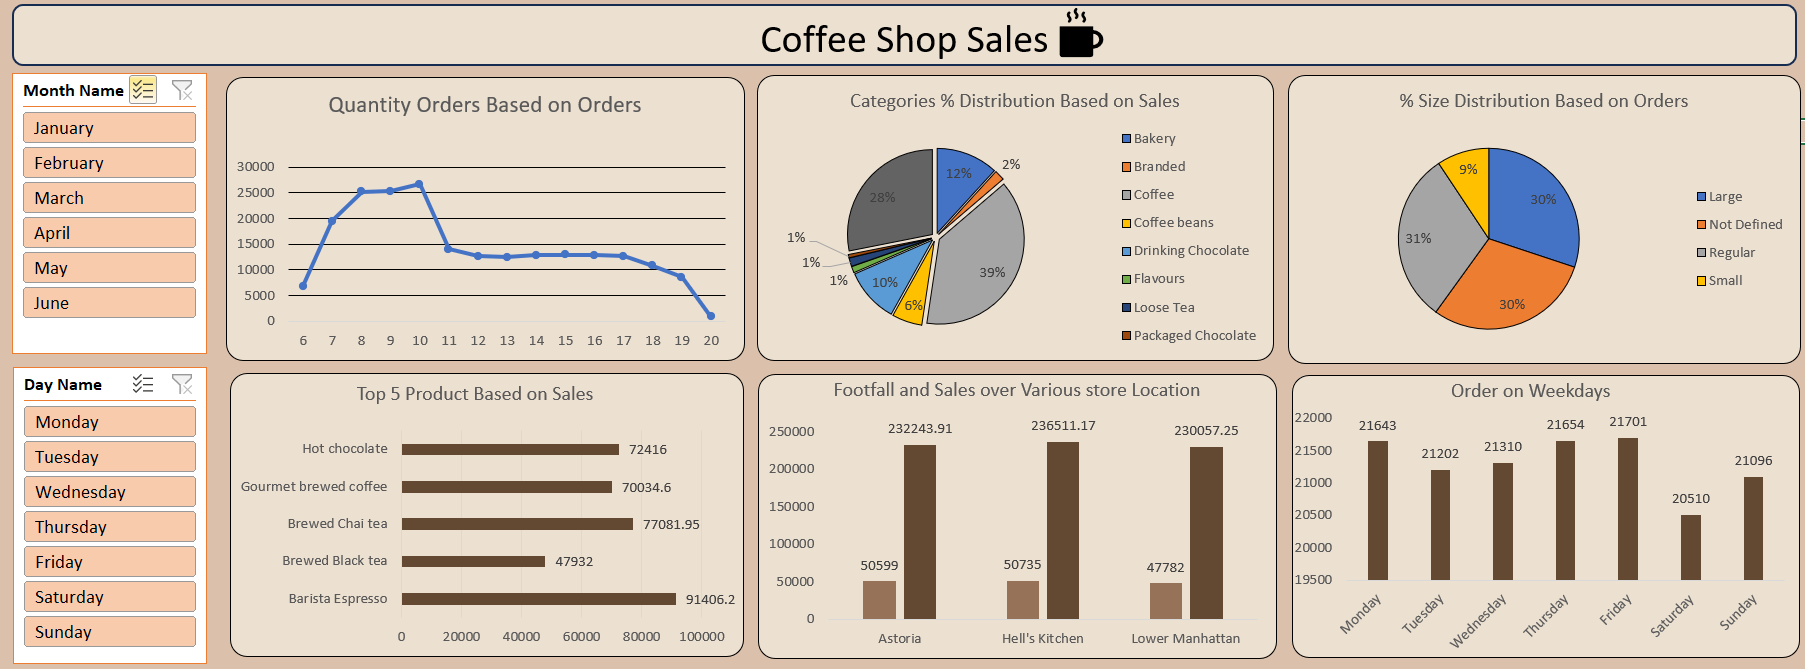 Coffee Shop Sales
Month Name
January
February
March
April
May
June
Day Name
Monday
Tuesday
Wednesday
Thursday
Friday
Saturday
Sunday
Quantity Orders Based on Orders
30000
25000
20000
15000
10000
5000
0
6 7 8 9 10 11 12 13 14 15 16 17 18 19 20
Categories % Distribution Based on Sales
12%
2%
39%
6%
10%
1%
1%
1%
28%
Bakery
Branded
Coffee
Coffee beans
Drinking Chocolate
Flavours
Loose Tea
Packaged Chocolate
% Size Distribution Based on Orders
30%
30%
31%
9%
Large
Not Defined
Regular
Small
Top 5 Product Based on Sales
Hot chocolate 72416
Gourmet brewed coffee 70034.6
Brewed Chai tea 77081.95
Brewed Black tea 47932
Barista Espresso 91406.2
0 20000 40000 60000 80000 100000
Footfall and Sales over Various store Location
250000
200000
150000
100000
50000
0
50599 232243.91
50735 236511.17
47782 230057.25
Astoria Hell's Kitchen Lower Manhattan
Order on Weekdays
22000
21500
21000
20500
20000
19500
21643 21202 21310 21654 21701 20510 21096
Monday Tuesday Wednesday Thursday Friday Saturday Sunday